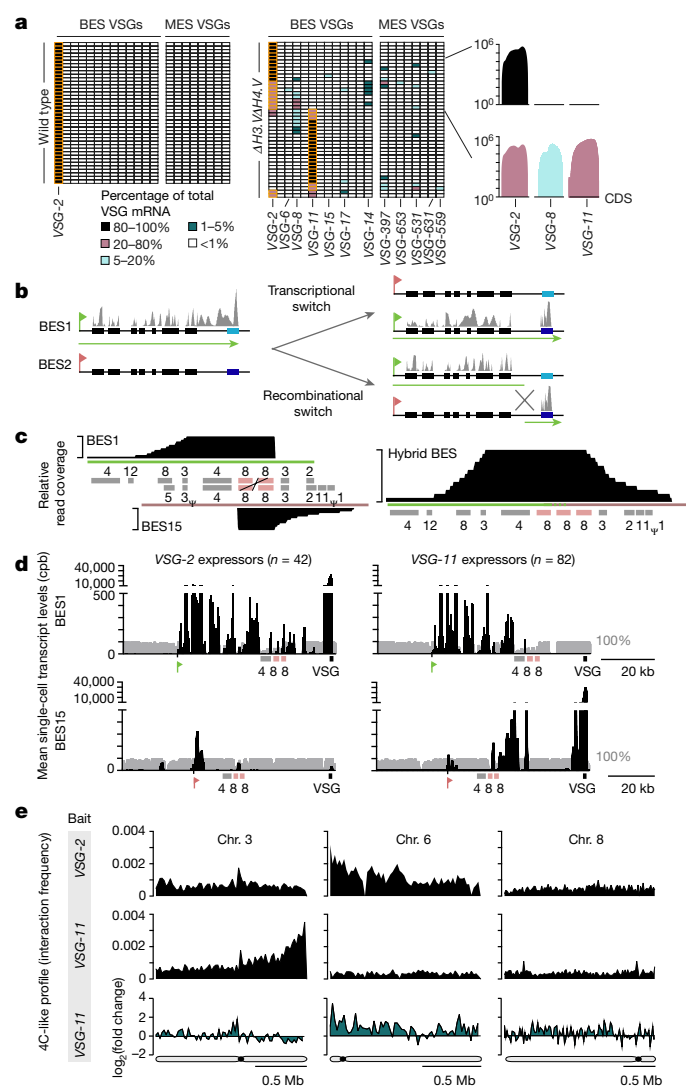 a
BES VSGs
MES VSGs
BES VSGs
MES VSGs
Wild type
ΔH3.VΔH4.V
10⁶
10⁰
10⁶
10⁰
CDS
VSG-2
Percentage of total
VSG mRNA
80–100%
20–80%
5–20%
1–5%
<1%
VSG-2
VSG-6
VSG-8
VSG-11
VSG-15
VSG-17
VSG-14
VSG-397
VSG-653
VSG-531
VSG-631
VSG-559
VSG-2
VSG-8
VSG-11
b
BES1
BES2
Transcriptional
switch
Recombinational
switch
c
Relative
read coverage
BES1
4 12 8 3 4 8 8 3 2
5 3 Ψ 4 8 8 3 2 11 Ψ 1
BES15
Hybrid BES
4 12 8 3 4 8 8 8 3 2 11 Ψ 1
d
VSG-2 expressors (n = 42)
VSG-11 expressors (n = 82)
Mean single-cell transcript levels (cpb)
BES1
40,000
10,000
500
0
4 8 8 VSG
4 8 8 VSG
100%
20 kb
BES15
40,000
10,000
0
4 8 8 VSG
4 8 8 VSG
100%
20 kb
e
Bait
4C-like profile (interaction frequency)
Chr. 3
Chr. 6
Chr. 8
VSG-2
0.004
0.002
0
VSG-11
0.004
0.002
0
VSG-11
log₂(fold change)
4
2
0
−2
0.5 Mb
0.5 Mb
0.5 Mb